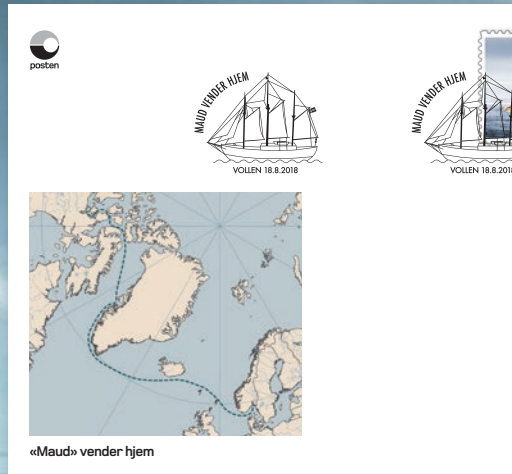 posten
MAUD VENDER HJEM
VOLLEN 18.8.2018
MAUD VENDER HJEM
VOLLEN 18.8.2018
«Maud» vender hjem